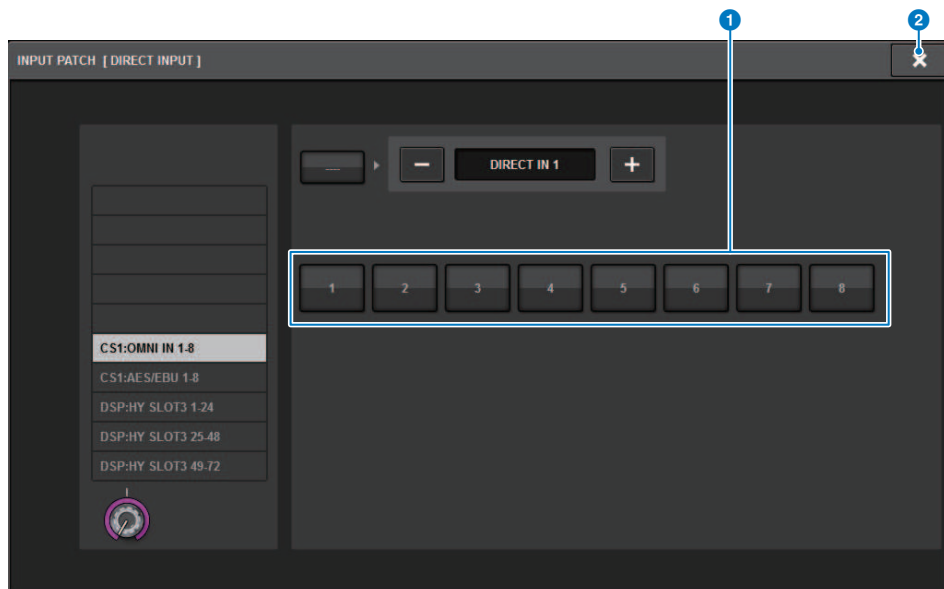 1 2
INPUT PATCH [ DIRECT INPUT ]
— DIRECT IN 1 +
1 2 3 4 5 6 7 8
CS1:OMNI IN 1-8
CS1:AES/EBU 1-8
DSP:HY SLOT3 1-24
DSP:HY SLOT3 25-48
DSP:HY SLOT3 49-72